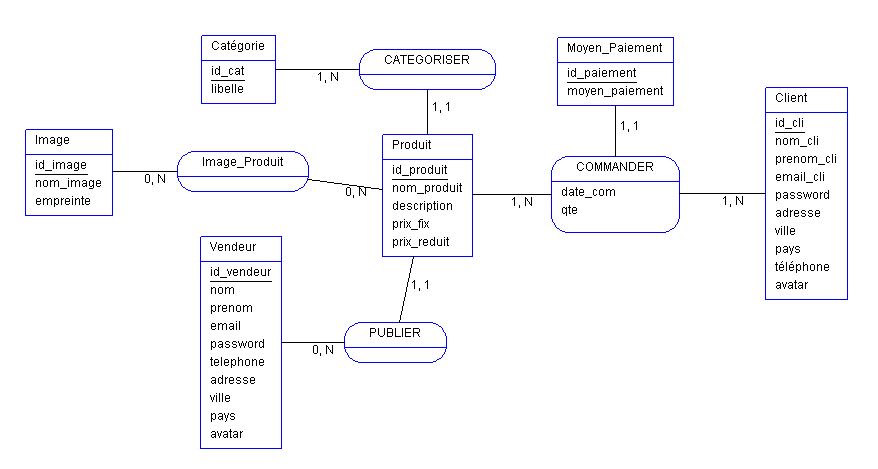 Catégorie
id_cat
libelle
1, N
CATEGORISER
1, 1
Moyen_Paiement
id_paiement
moyen_paiement
1, 1
Client
id_cli
nom_cli
prenom_cli
email_cli
password
adresse
ville
pays
téléphone
avatar
Image
id_image
nom_image
empreinte
0, N
Image_Produit
0, N
Produit
id_produit
nom_produit
description
prix_fix
prix_reduit
1, N
COMMANDER
date_com
qte
1, N
Vendeur
id_vendeur
nom
prenom
email
password
telephone
adresse
ville
pays
avatar
0, N
PUBLIER
1, 1